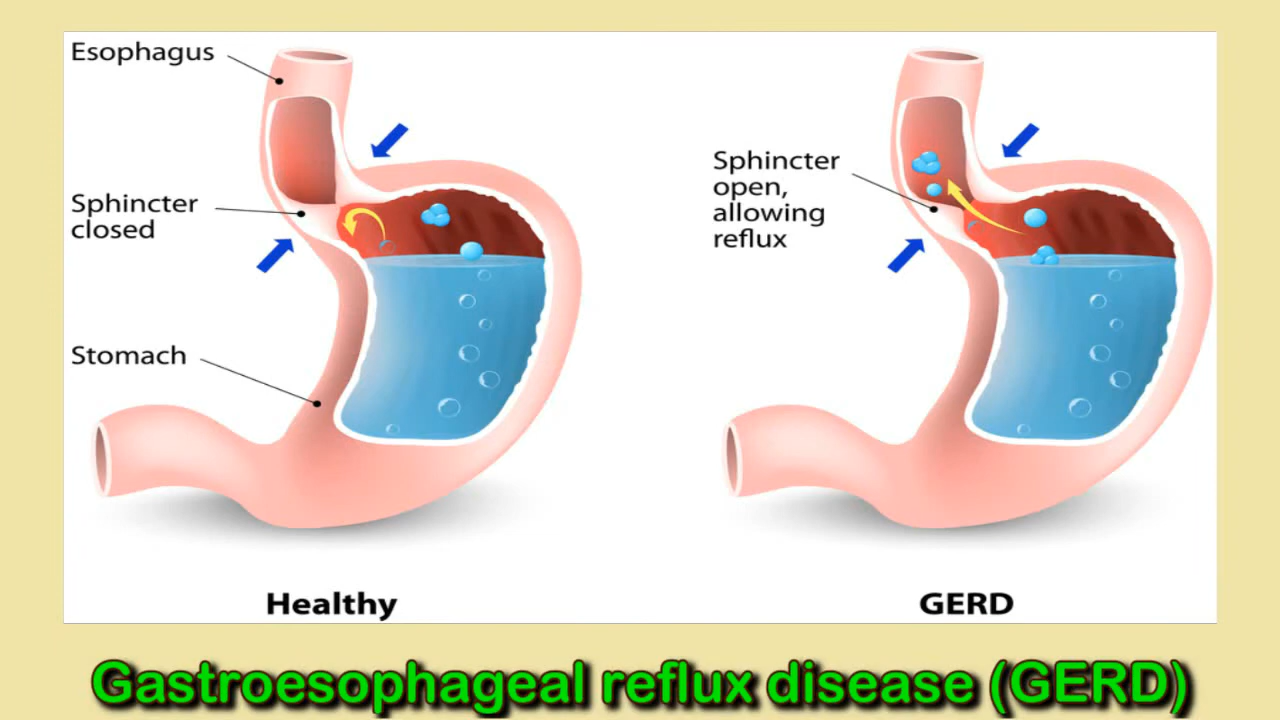 Esophagus
Sphincter
closed
Stomach
Healthy
Sphincter
open,
allowing
reflux
GERD
Gastroesophageal reflux disease (GERD)